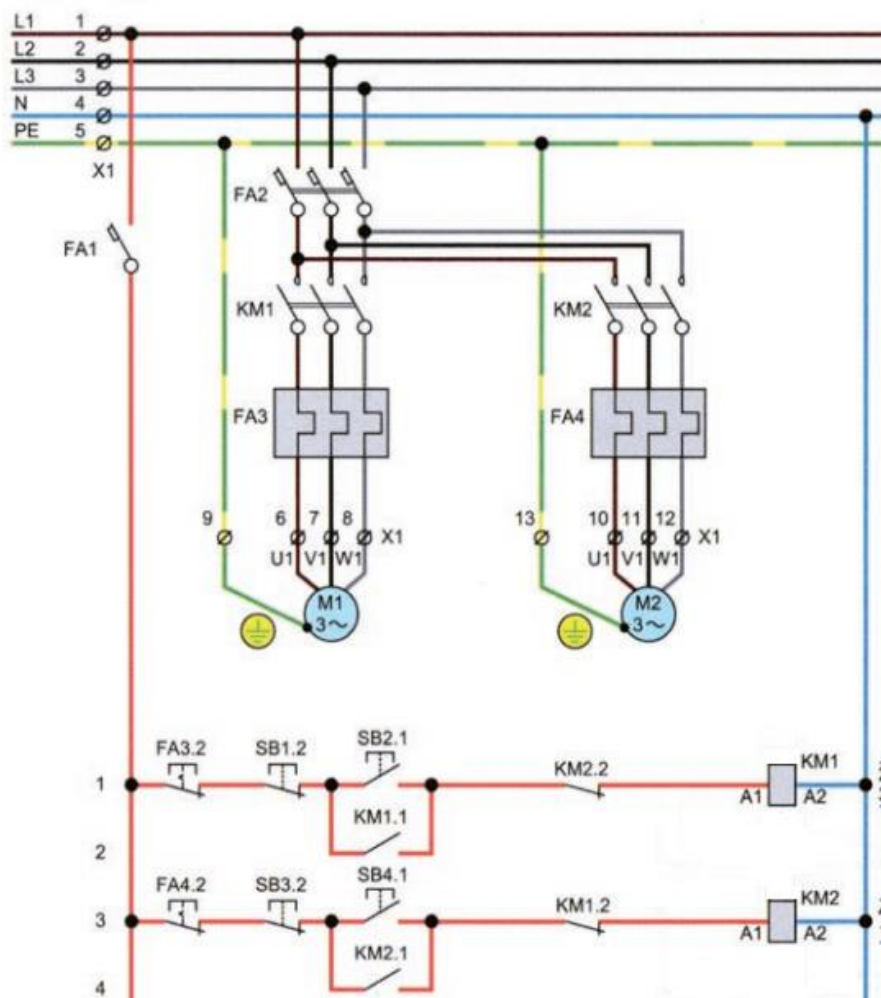 L1 1
L2 2
L3 3
N 4
PE 5
X1
FA2
FA1
KM1 KM2
FA3 FA4
9 6 7 8 X1 13 10 11 12 X1
U1 V1 W1 U1 V1 W1
M1 M2
3 3
FA3.2 SB1.2 SB2.1 KM2.2 KM1
1 A1 A2
KM1.1
2
FA4.2 SB3.2 SB4.1 KM1.2 KM2
3 A1 A2
KM2.1
4